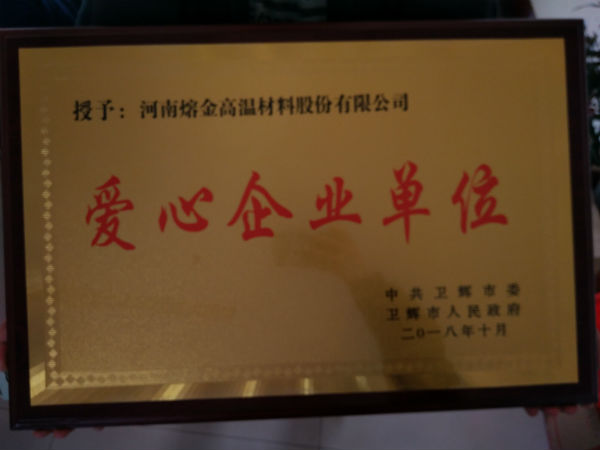 授予：河南熔金高温材料股份有限公司
爱心企业单位
中共卫辉市委
卫辉市人民政府
二0一八年十月